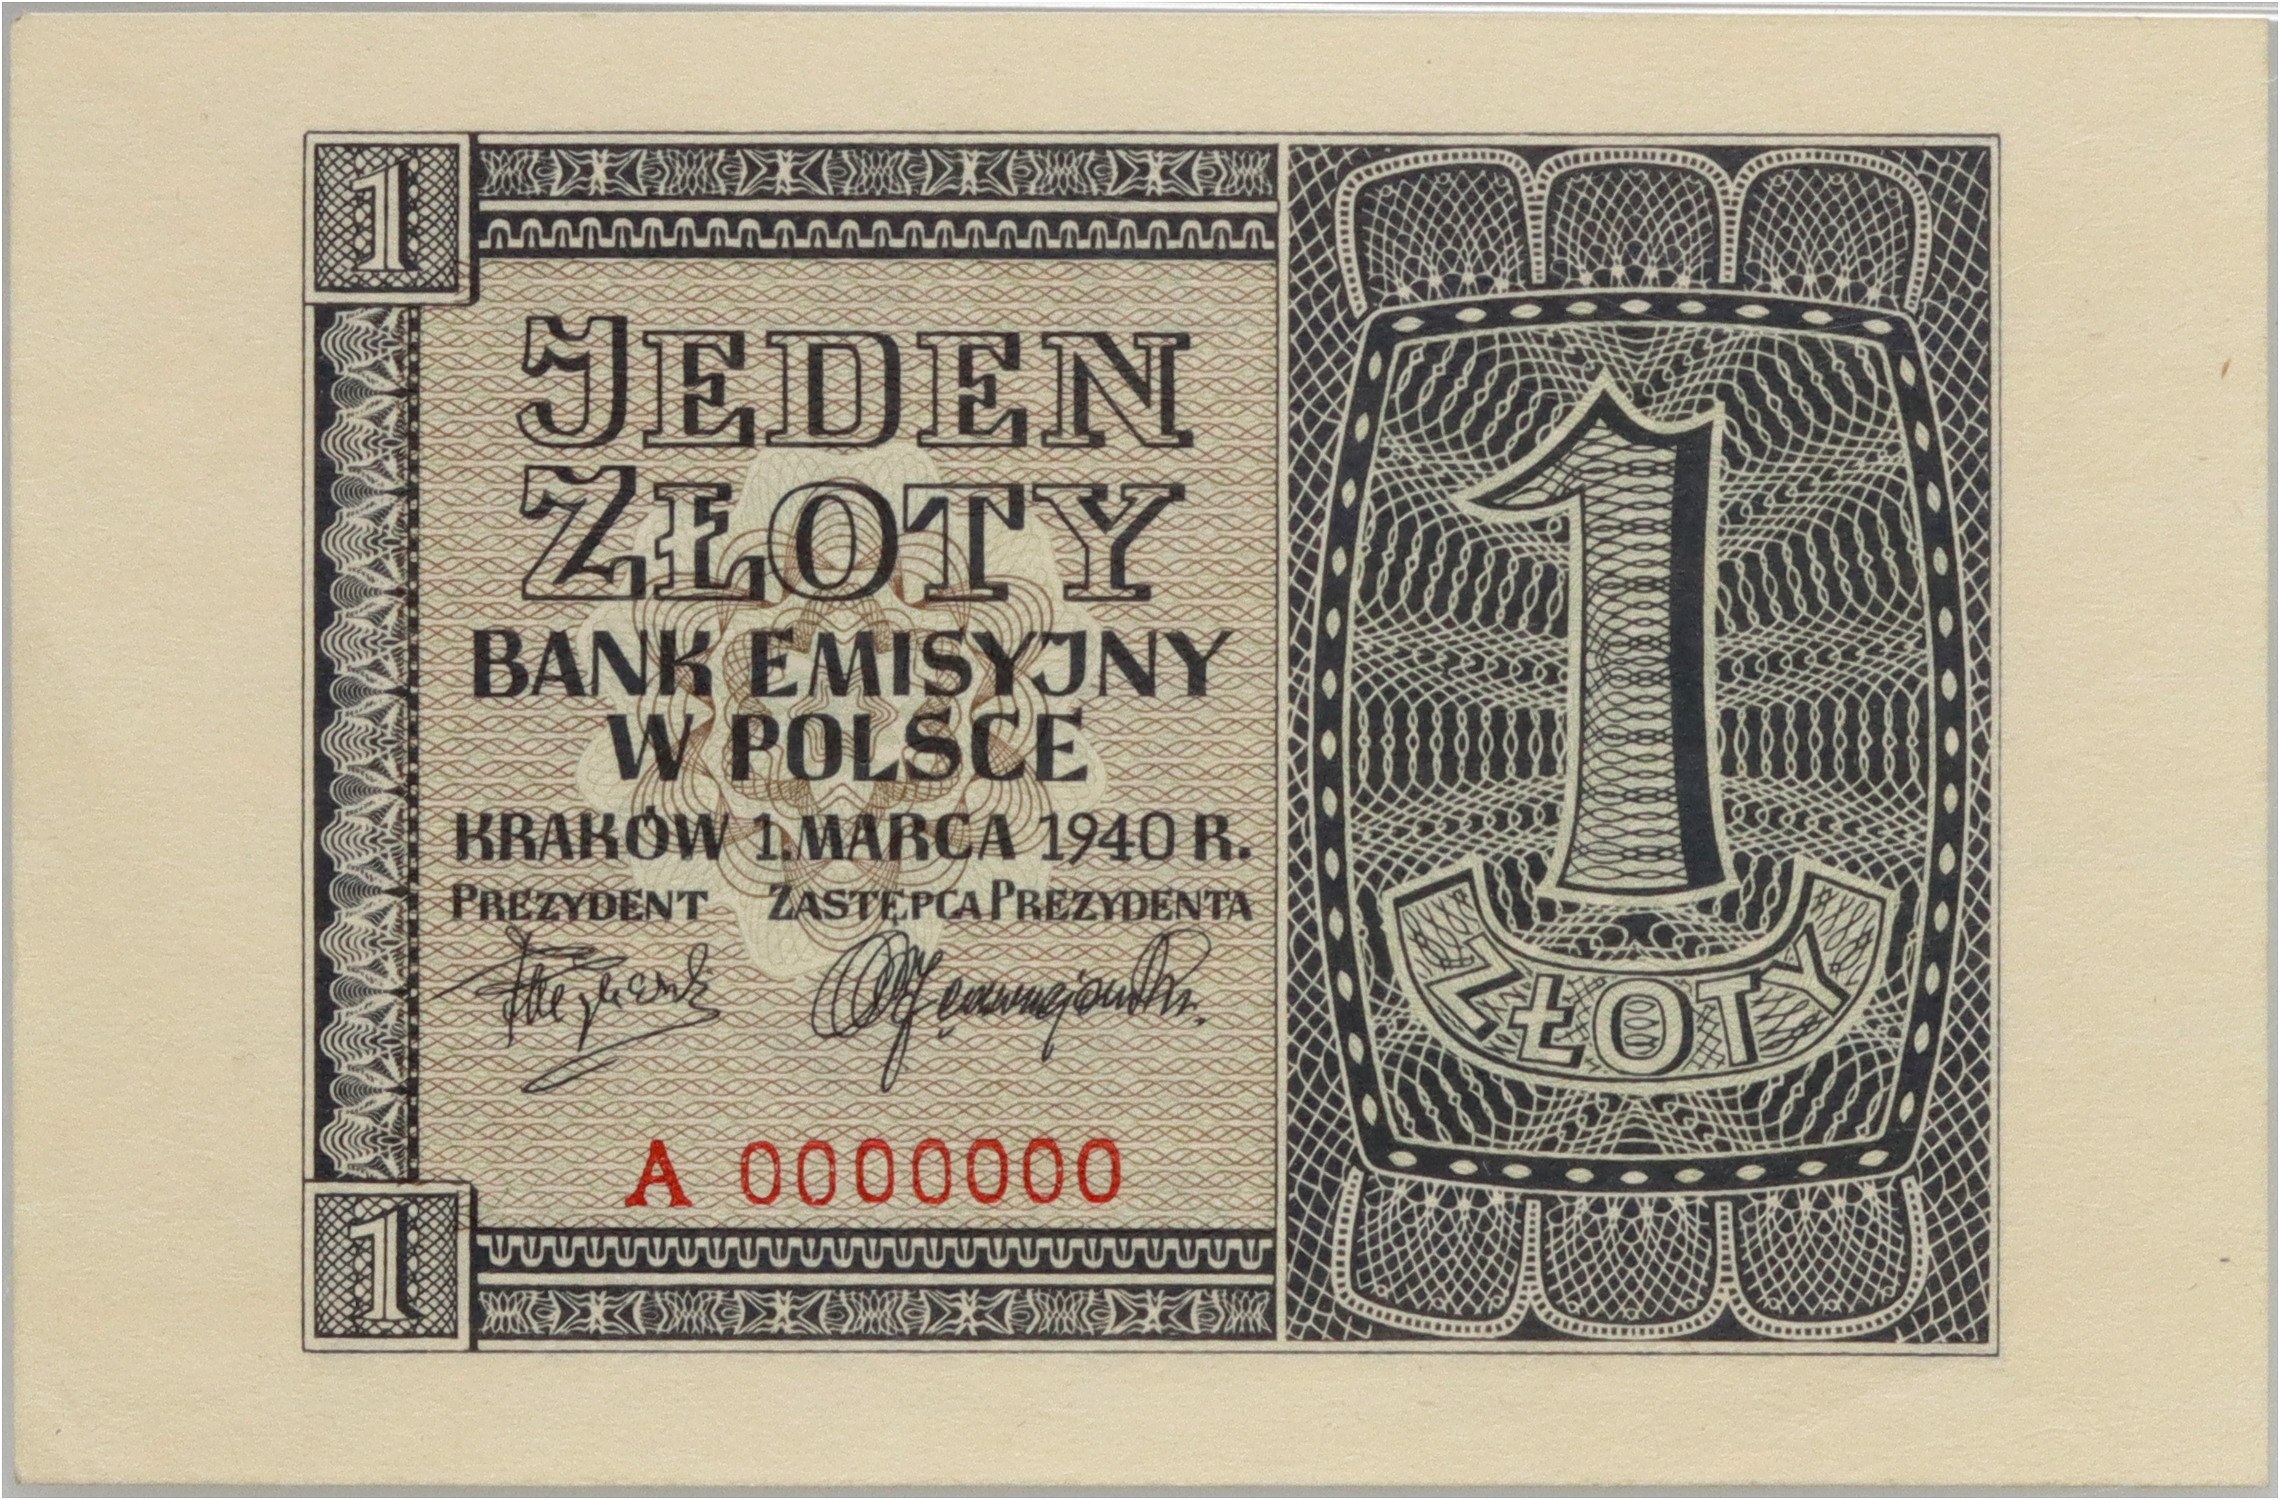 1
JEDEN
ZŁOTY
BANK EMISYJNY
W POLSCE
KRAKÓW 1. MARCA 1940 R.
PREZYDENT ZASTĘPCA PREZYDENTA
A 0000000
1
1
ZŁOTY